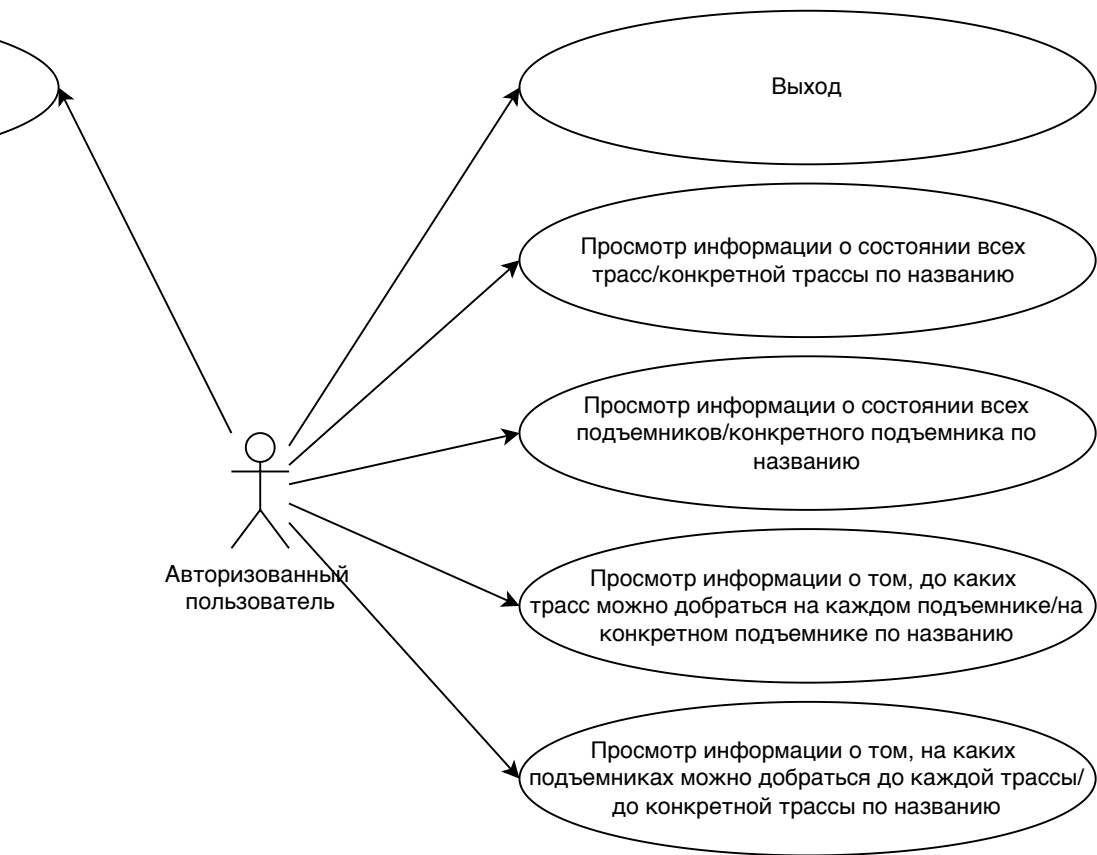 Выход
Просмотр информации о состоянии всех
трасс/конкретной трассы по названию
Просмотр информации о состоянии всех
подъемников/конкретного подъемника по
названию
Авторизованный
пользователь
Просмотр информации о том, до каких
трасс можно добраться на каждом подъемнике/на
конкретном подъемнике по названию
Просмотр информации о том, на каких
подъемниках можно добраться до каждой трассы/
до конкретной трассы по названию